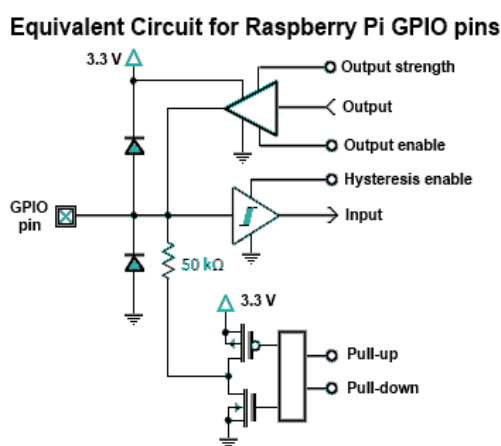 Equivalent Circuit for Raspberry Pi GPIO pins
3.3 V
Output strength
Output
Output enable
Hysteresis enable
GPIO
pin
Input
50 kΩ
3.3 V
Pull-up
Pull-down